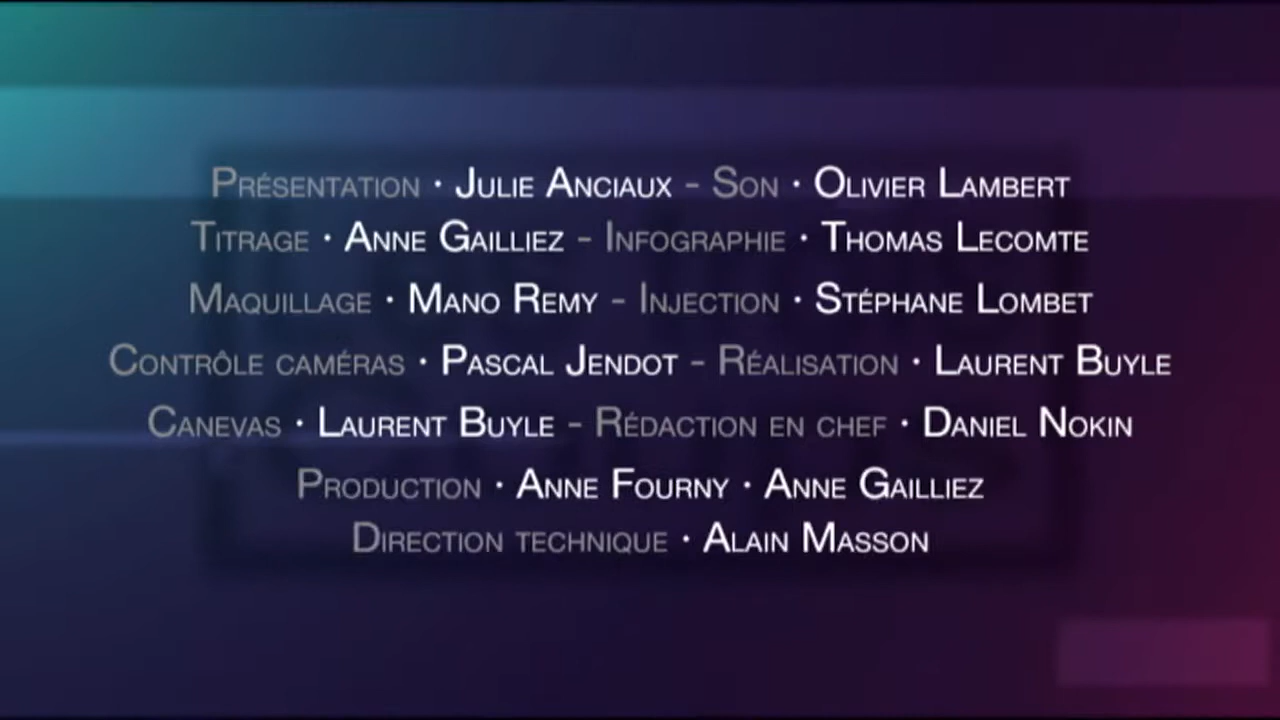 Présentation · Julie Anciaux - Son · Olivier Lambert
Titrage · Anne Gailliez - Infographie · Thomas Lecomte
Maquillage · Mano Remy - Injection · Stéphane Lombet
Contrôle caméras · Pascal Jendot - Réalisation · Laurent Buyle
Canevas · Laurent Buyle - Rédaction en chef · Daniel Nokin
Production · Anne Fourny · Anne Gailliez
Direction technique · Alain Masson